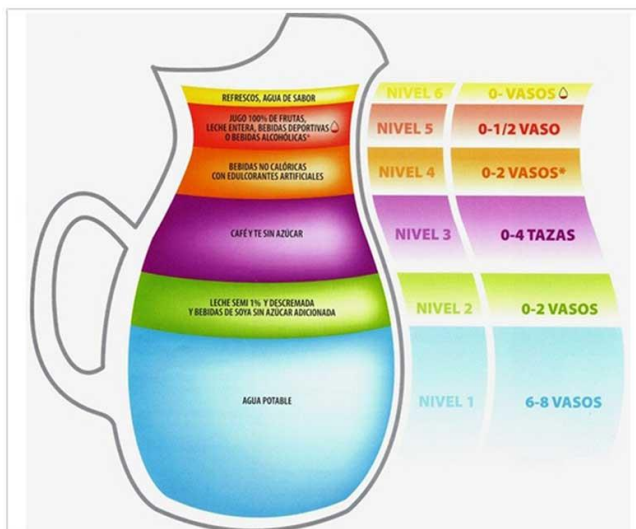 REFRESCOS, AGUA DE SABOR
NIVEL 6
0- VASOS
JUGO 100% DE FRUTAS,
LECHE ENTERA, BEBIDAS DEPORTIVAS
O BEBIDAS ALCOHÓLICAS*
NIVEL 5
0-1/2 VASO
BEBIDAS NO CALÓRICAS
CON EDULCORANTES ARTIFICIALES
NIVEL 4
0-2 VASOS*
CAFÉ Y TE SIN AZÚCAR
NIVEL 3
0-4 TAZAS
LECHE SEMI 1% Y DESCREMADA
Y BEBIDAS DE SOYA SIN AZÚCAR ADICIONADA
NIVEL 2
0-2 VASOS
AGUA POTABLE
NIVEL 1
6-8 VASOS